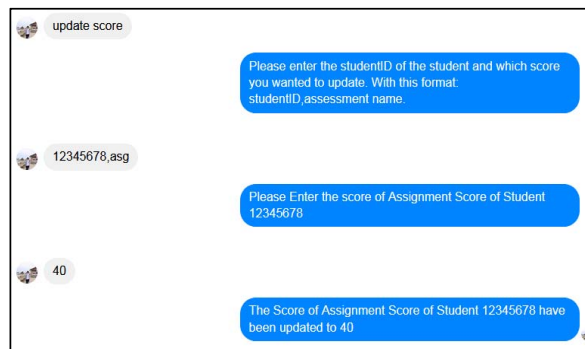 update score
Please enter the studentID of the student and which score
you wanted to update. With this format:
studentID,assessment name.
12345678,asg
Please Enter the score of Assignment Score of Student
12345678
40
The Score of Assignment Score of Student 12345678 have
been updated to 40